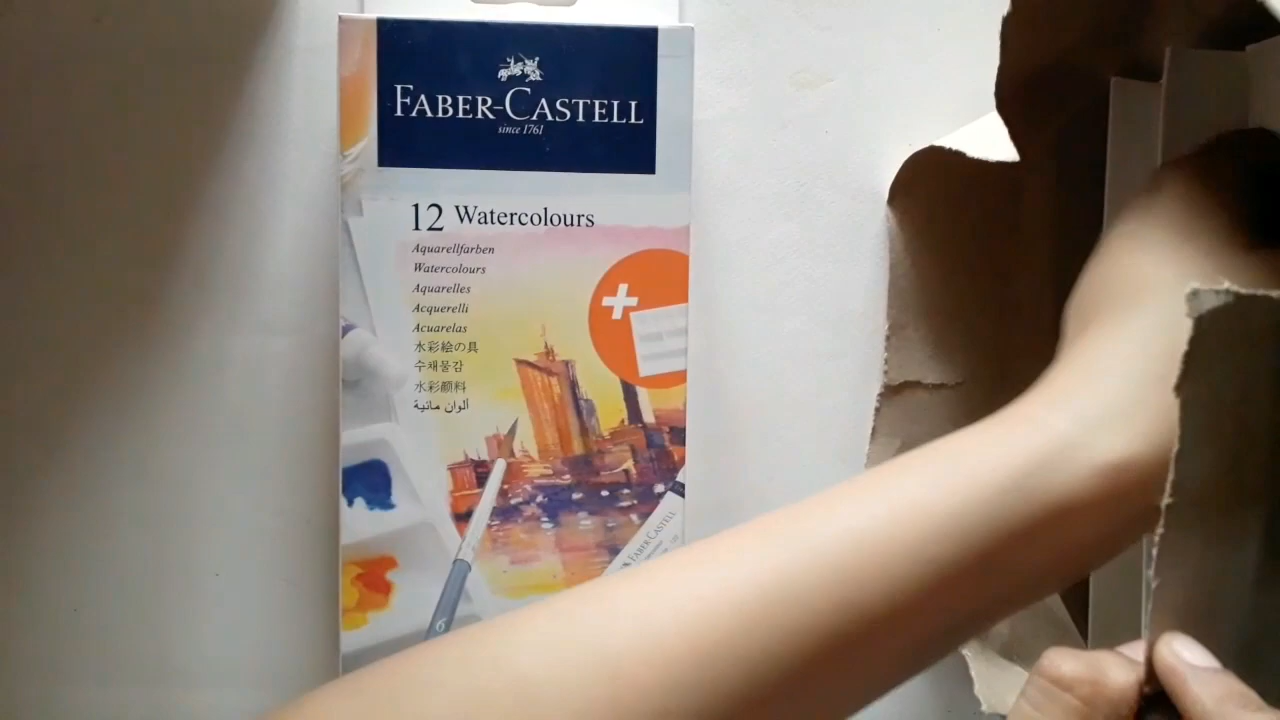 FABER-CASTELL
since 1761
12 Watercolours
Aquarellfarben
Watercolours
Aquarelles
Acquerelli
Acuarelas
水彩絵の具
수채물감
水彩颜料
ألوان مائية
+
FABER-CASTELL
6